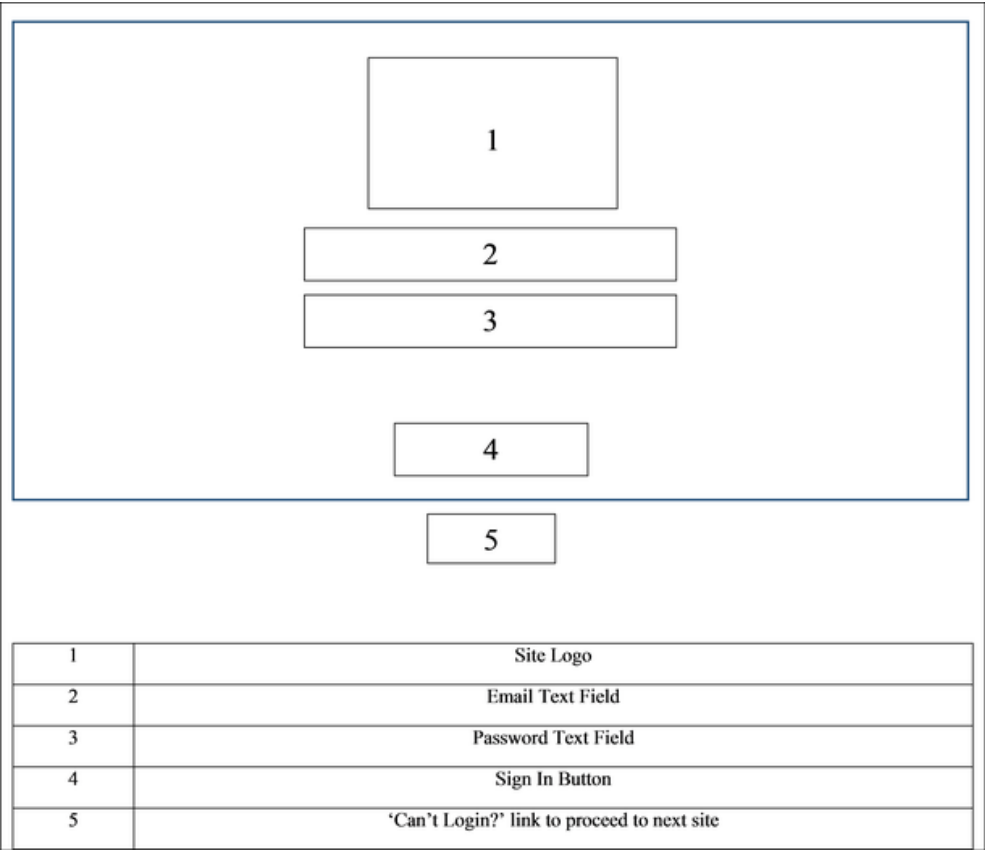 1
2
3
4
5
1 Site Logo
2 Email Text Field
3 Password Text Field
4 Sign In Button
5 ‘Can’t Login?’ link to proceed to next site